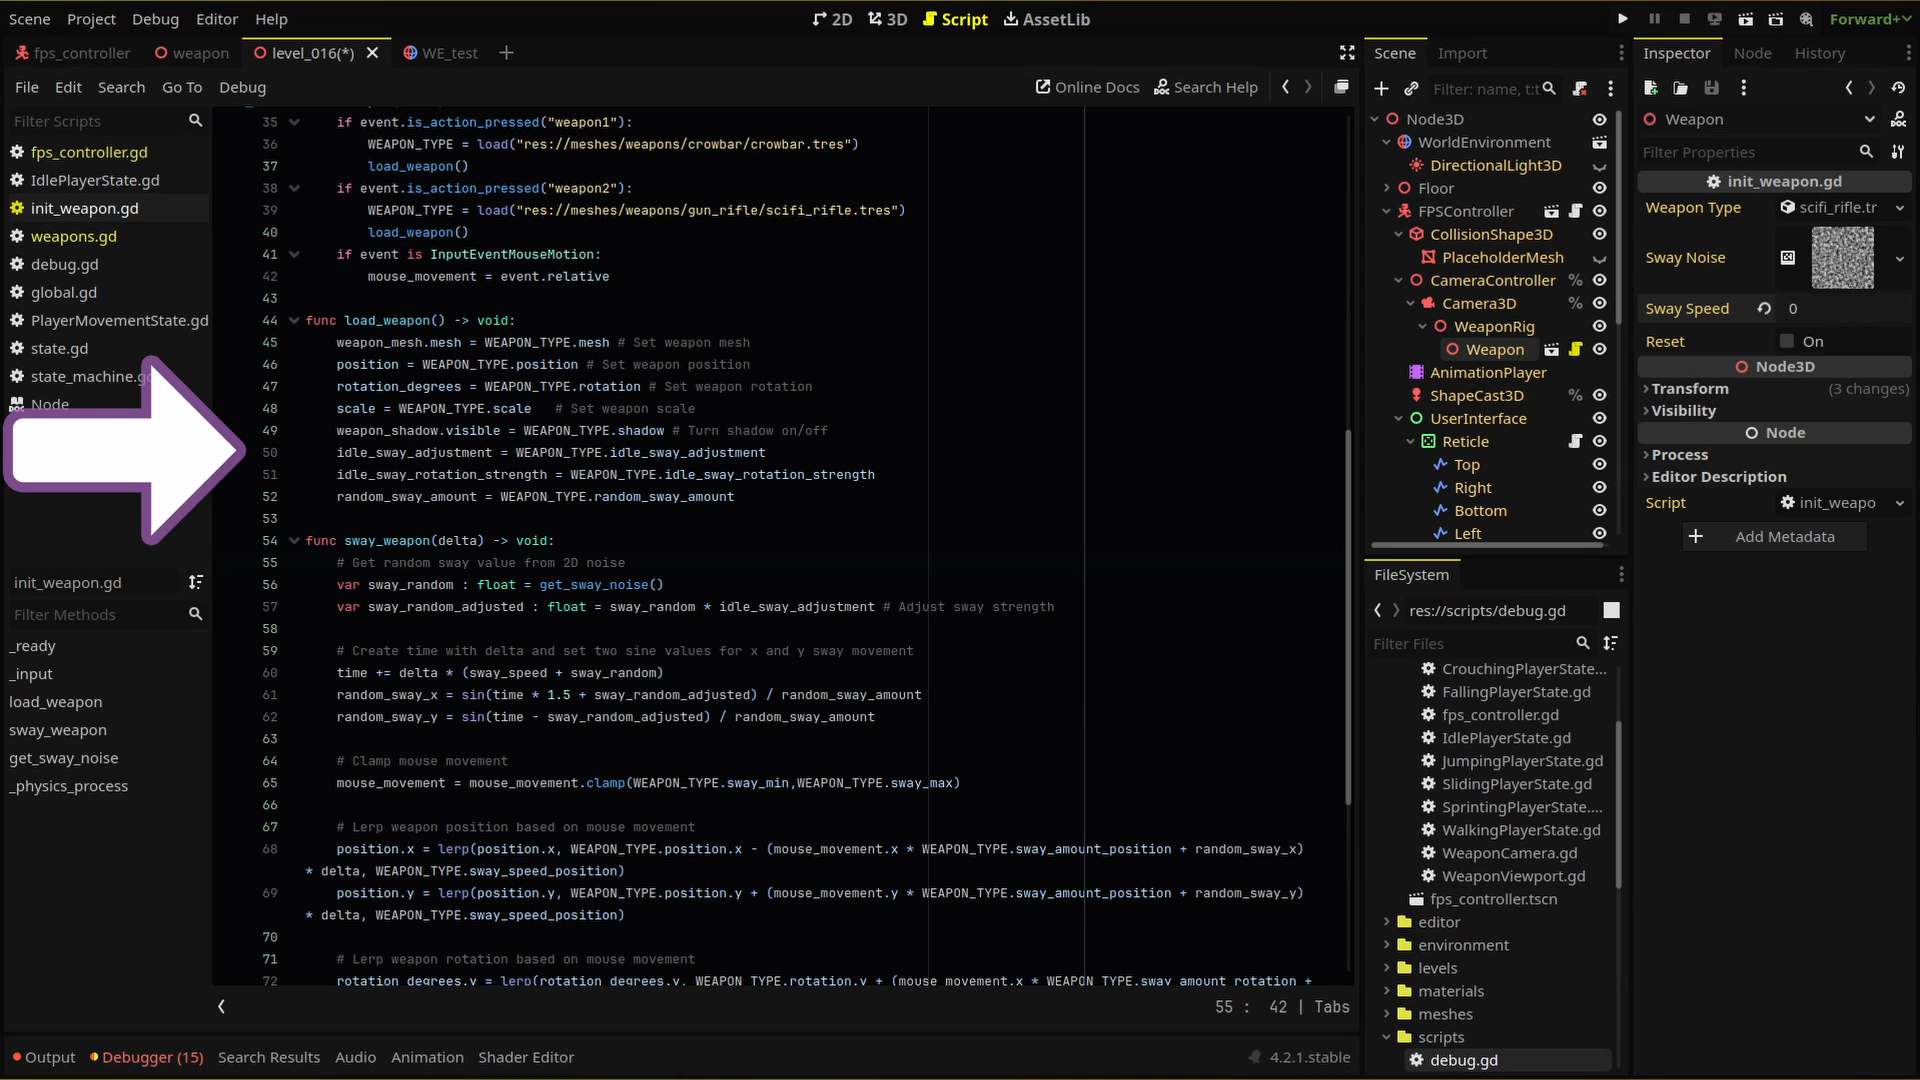 Scene Project Debug Editor Help
2D 3D Script AssetLib
Forward+
fps_controller weapon level_016(*) WE_test
File Edit Search Go To Debug
Online Docs Search Help
Filter Scripts
fps_controller.gd
IdlePlayerState.gd
init_weapon.gd
weapons.gd
debug.gd
global.gd
PlayerMovementState.gd
state.gd
state_machine.g
Node
init_weapon.gd
Filter Methods
_ready
_input
load_weapon
sway_weapon
get_sway_noise
_physics_process
35 if event.is_action_pressed("weapon1"):
36 WEAPON_TYPE = load("res://meshes/weapons/crowbar/crowbar.tres")
37 load_weapon()
38 if event.is_action_pressed("weapon2"):
39 WEAPON_TYPE = load("res://meshes/weapons/gun_rifle/scifi_rifle.tres")
40 load_weapon()
41 if event is InputEventMouseMotion:
42 mouse_movement = event.relative
43
44 func load_weapon() -> void:
45 weapon_mesh.mesh = WEAPON_TYPE.mesh # Set weapon mesh
46 position = WEAPON_TYPE.position # Set weapon position
47 rotation_degrees = WEAPON_TYPE.rotation # Set weapon rotation
48 scale = WEAPON_TYPE.scale # Set weapon scale
49 weapon_shadow.visible = WEAPON_TYPE.shadow # Turn shadow on/off
50 idle_sway_adjustment = WEAPON_TYPE.idle_sway_adjustment
51 idle_sway_rotation_strength = WEAPON_TYPE.idle_sway_rotation_strength
52 random_sway_amount = WEAPON_TYPE.random_sway_amount
53
54 func sway_weapon(delta) -> void:
55 # Get random sway value from 2D noise
56 var sway_random : float = get_sway_noise()
57 var sway_random_adjusted : float = sway_random * idle_sway_adjustment # Adjust sway strength
58
59 # Create time with delta and set two sine values for x and y sway movement
60 time += delta * (sway_speed + sway_random)
61 random_sway_x = sin(time * 1.5 + sway_random_adjusted) / random_sway_amount
62 random_sway_y = sin(time - sway_random_adjusted) / random_sway_amount
63
64 # Clamp mouse movement
65 mouse_movement = mouse_movement.clamp(WEAPON_TYPE.sway_min,WEAPON_TYPE.sway_max)
66
67 # Lerp weapon position based on mouse movement
68 position.x = lerp(position.x, WEAPON_TYPE.position.x - (mouse_movement.x * WEAPON_TYPE.sway_amount_position + random_sway_x)
* delta, WEAPON_TYPE.sway_speed_position)
69 position.y = lerp(position.y, WEAPON_TYPE.position.y + (mouse_movement.y * WEAPON_TYPE.sway_amount_position + random_sway_y)
* delta, WEAPON_TYPE.sway_speed_position)
70
71 # Lerp weapon rotation based on mouse movement
72 rotation_degrees.y = lerp(rotation_degrees.y, WEAPON_TYPE.rotation.y + (mouse_movement.x * WEAPON_TYPE.sway_amount_rotation +
55 : 42 | Tabs
Output Debugger (15) Search Results Audio Animation Shader Editor
4.2.1.stable
Scene Import
Filter: name, t:t
Node3D
WorldEnvironment
DirectionalLight3D
Floor
FPSController
CollisionShape3D
PlaceholderMesh
CameraController %
Camera3D %
WeaponRig
Weapon
AnimationPlayer
ShapeCast3D %
UserInterface
Reticle
Top
Right
Bottom
Left
FileSystem
res://scripts/debug.gd
Filter Files
CrouchingPlayerState...
FallingPlayerState.gd
fps_controller.gd
IdlePlayerState.gd
JumpingPlayerState.gd
SlidingPlayerState.gd
SprintingPlayerState....
WalkingPlayerState.gd
WeaponCamera.gd
WeaponViewport.gd
fps_controller.tscn
editor
environment
levels
materials
meshes
scripts
debug.gd
Inspector Node History
Weapon
Filter Properties
init_weapon.gd
Weapon Type scifi_rifle.tr
Sway Noise
Sway Speed 0
Reset On
Node3D
Transform (3 changes)
Visibility
Node
Process
Editor Description
Script init_weapo
Add Metadata